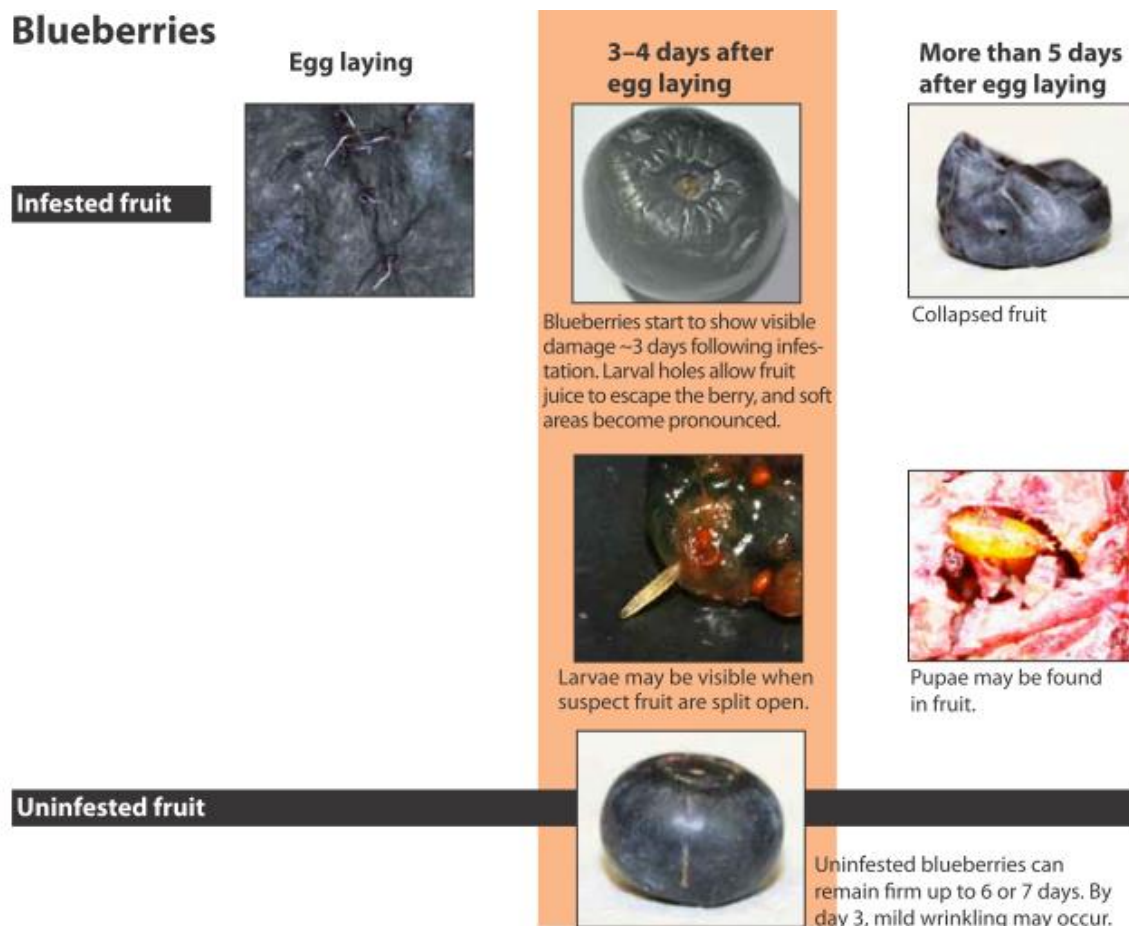 Blueberries
Egg laying
3–4 days after
egg laying
More than 5 days
after egg laying
Infested fruit
Blueberries start to show visible
damage ~3 days following infes-
tation. Larval holes allow fruit
juice to escape the berry, and soft
areas become pronounced.
Collapsed fruit
Larvae may be visible when
suspect fruit are split open.
Pupae may be found
in fruit.
Uninfested fruit
Uninfested blueberries can
remain firm up to 6 or 7 days. By
day 3, mild wrinkling may occur.